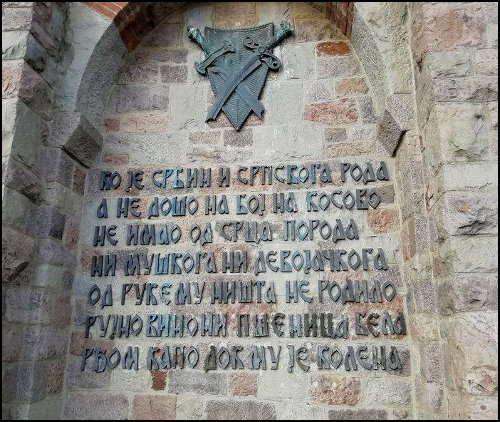 КО ЈЕ СРБИН И СРПСКОГА РОДА
А НЕ ДОШО НА БОЈ НА КОСОВО
НЕ ИМАО ОД СРЦА ПОРОДА
НИ МУШКОГА НИ ДЕВОЈАЧКОГА
ОД РУКЕ МУ НИШТА НЕ РОДИЛО
РУЈНО ВИНО НИ ПШЕНИЦА БЕЛА
РЂОМ КАПО ДОК МУ ЈЕ КОЛЕНА